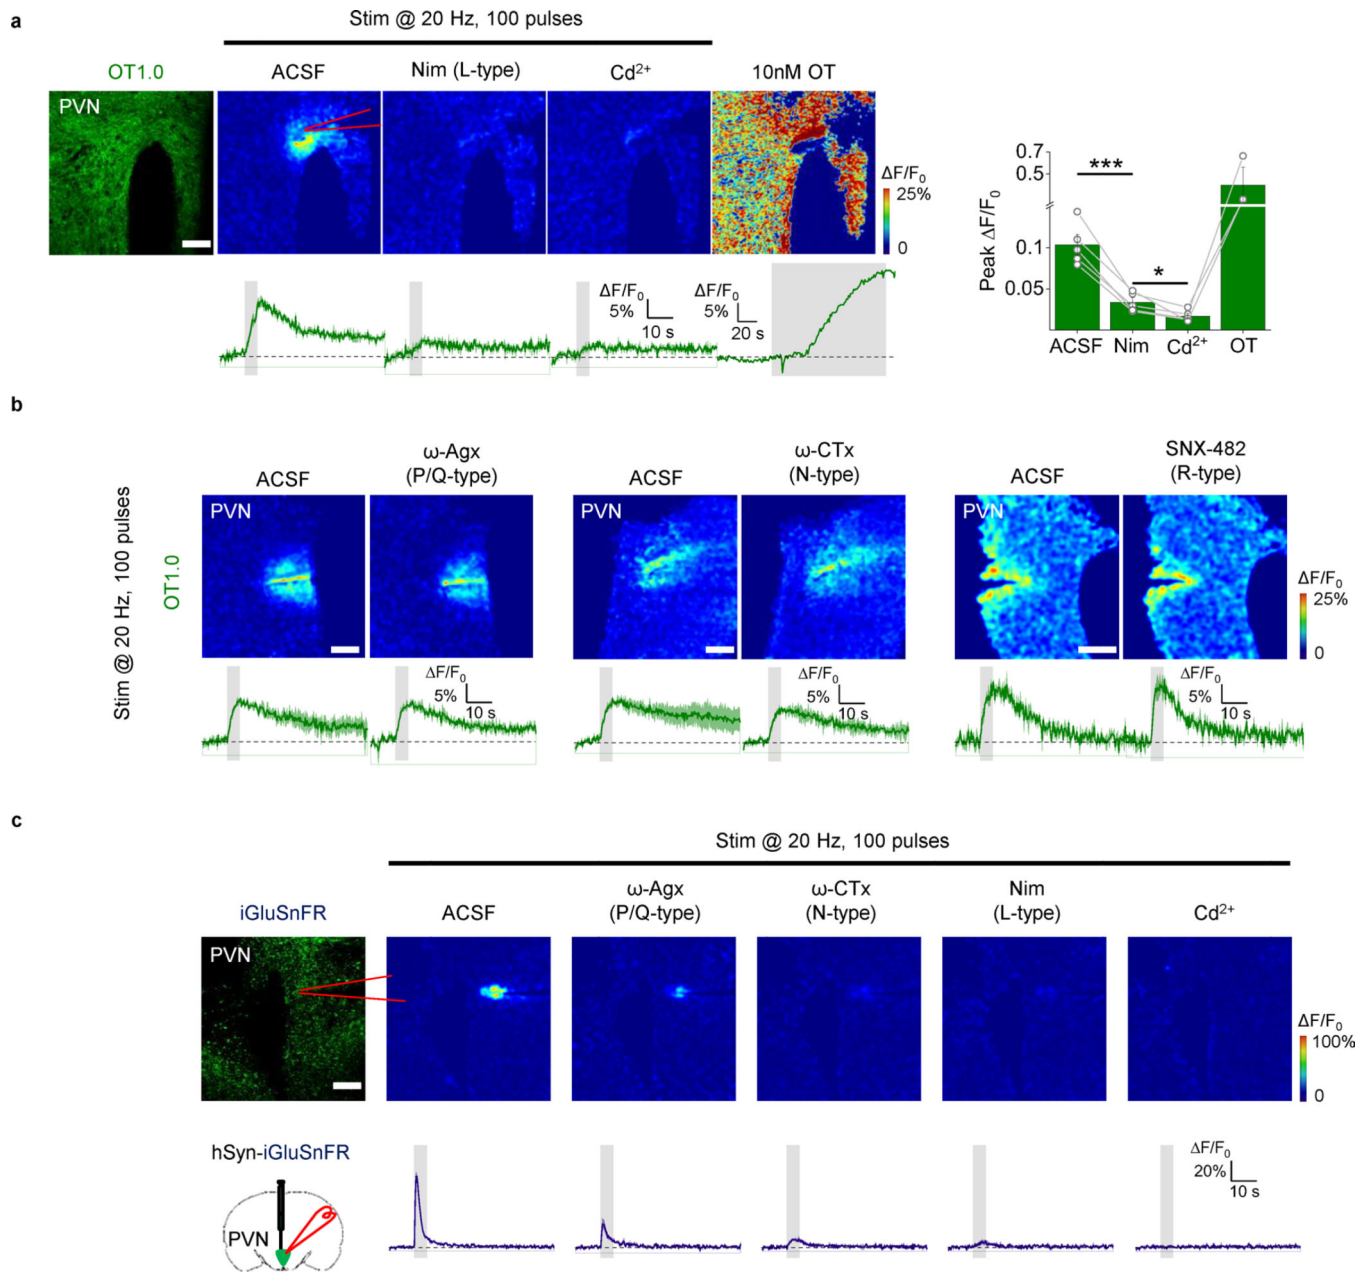 a
Stim @ 20 Hz, 100 pulses
OT1.0
ACSF
Nim (L-type)
Cd²⁺
10nM OT
PVN
ΔF/F₀
25%
0
ΔF/F₀
5%
10 s
ΔF/F₀
5%
20 s
Peak ΔF/F₀
0.7
0.5
0.1
0.05
***
*
ACSF
Nim
Cd²⁺
OT
b
Stim @ 20 Hz, 100 pulses
OT1.0
ACSF
ω-Agx
(P/Q-type)
ACSF
ω-CTx
(N-type)
ACSF
SNX-482
(R-type)
PVN
PVN
PVN
ΔF/F₀
25%
0
ΔF/F₀
5%
10 s
ΔF/F₀
5%
10 s
ΔF/F₀
5%
10 s
c
Stim @ 20 Hz, 100 pulses
iGluSnFR
ACSF
ω-Agx
(P/Q-type)
ω-CTx
(N-type)
Nim
(L-type)
Cd²⁺
PVN
ΔF/F₀
100%
0
hSyn-iGluSnFR
PVN
ΔF/F₀
20%
10 s